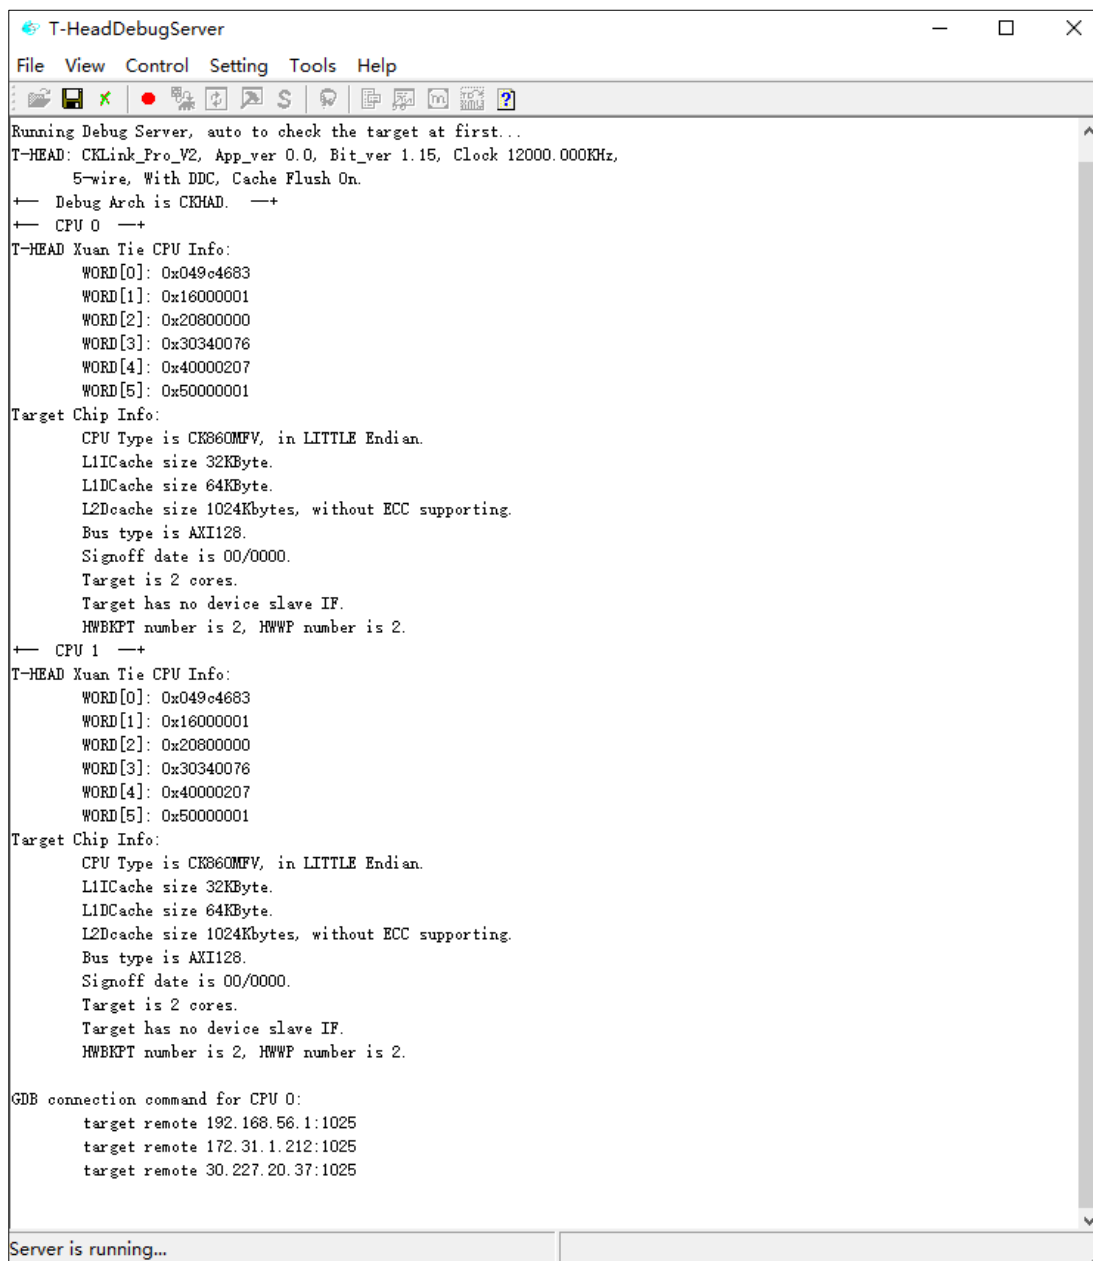 T-HeadDebugServer
File View Control Setting Tools Help
Running Debug Server, auto to check the target at first...
T-HEAD: CKLink_Pro_V2, App_ver 0.0, Bit_ver 1.15, Clock 12000.000KHz,
5-wire, With DDC, Cache Flush On.
+-- Debug Arch is CKHAD. --+
+-- CPU 0 --+
T-HEAD Xuan Tie CPU Info:
WORD[0]: 0x049c4683
WORD[1]: 0x16000001
WORD[2]: 0x20800000
WORD[3]: 0x30340076
WORD[4]: 0x40000207
WORD[5]: 0x50000001
Target Chip Info:
CPU Type is CK860MFV, in LITTLE Endian.
L1ICache size 32KByte.
L1DCache size 64KByte.
L2Dcache size 1024Kbytes, without ECC supporting.
Bus type is AXI128.
Signoff date is 00/0000.
Target is 2 cores.
Target has no device slave IF.
HWBKPT number is 2, HWWP number is 2.
+-- CPU 1 --+
T-HEAD Xuan Tie CPU Info:
WORD[0]: 0x049c4683
WORD[1]: 0x16000001
WORD[2]: 0x20800000
WORD[3]: 0x30340076
WORD[4]: 0x40000207
WORD[5]: 0x50000001
Target Chip Info:
CPU Type is CK860MFV, in LITTLE Endian.
L1ICache size 32KByte.
L1DCache size 64KByte.
L2Dcache size 1024Kbytes, without ECC supporting.
Bus type is AXI128.
Signoff date is 00/0000.
Target is 2 cores.
Target has no device slave IF.
HWBKPT number is 2, HWWP number is 2.
GDB connection command for CPU 0:
target remote 192.168.56.1:1025
target remote 172.31.1.212:1025
target remote 30.227.20.37:1025
Server is running...